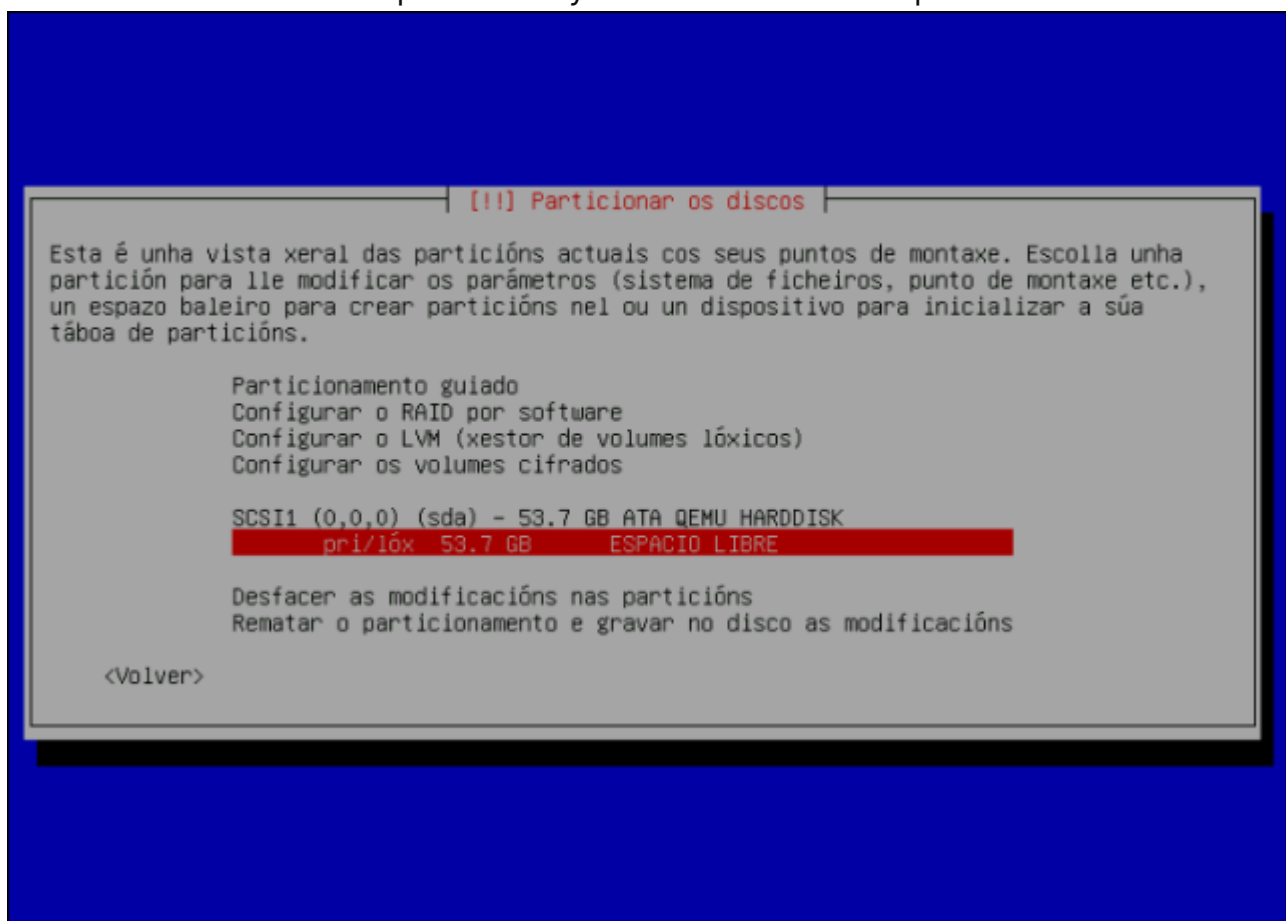 [!!] Particionar os discos
Esta é unha vista xeral das particións actuais cos seus puntos de montaxe. Escolla unha
partición para lle modificar os parámetros (sistema de ficheiros, punto de montaxe etc.),
un espazo baleiro para crear particións nel ou un dispositivo para inicializar a súa
táboa de particións.
Particionamento guiado
Configurar o RAID por software
Configurar o LVM (xestor de volumes lóxicos)
Configurar os volumes cifrados
SCSI1 (0,0,0) (sda) - 53.7 GB ATA QEMU HARDDISK
pri/lóx 53.7 GB ESPACIO LIBRE
Desfacer as modificacións nas particións
Rematar o particionamento e gravar no disco as modificacións
<Volver>